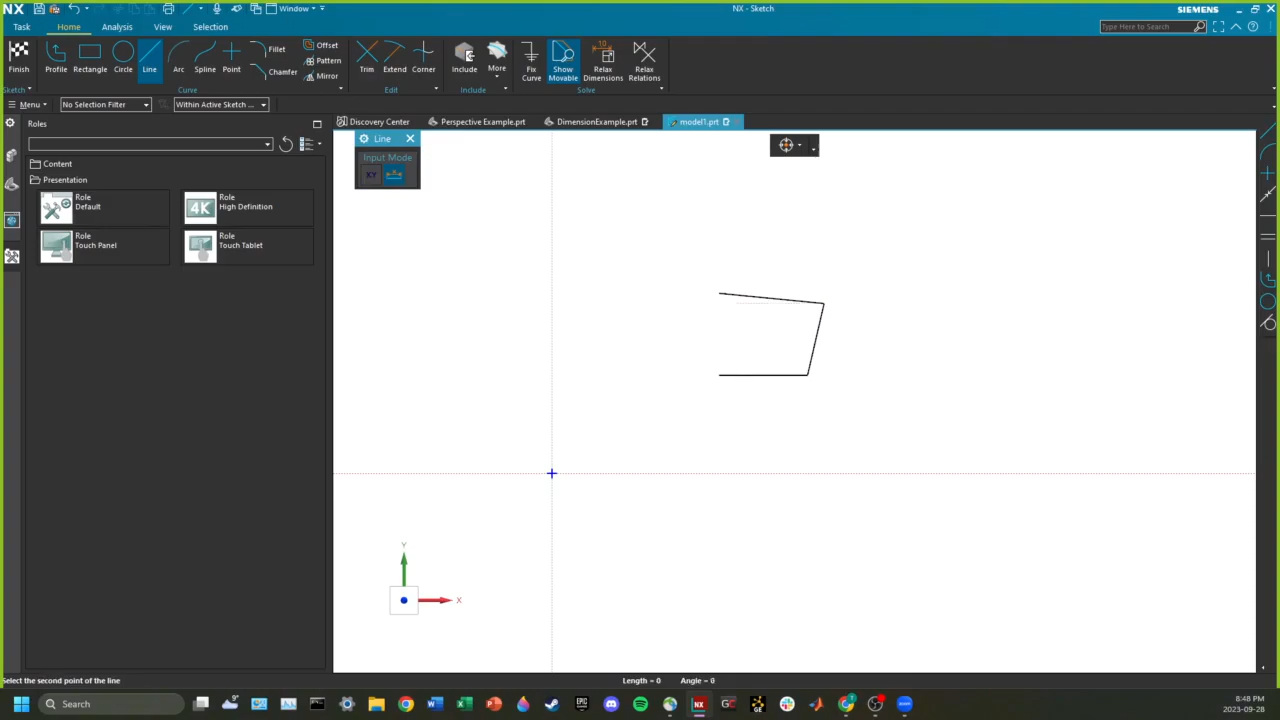 NX
Window
NX - Sketch
SIEMENS
Task
Home
Analysis
View
Selection
Type Here to Search
Finish
Profile
Rectangle
Circle
Line
Arc
Spline
Point
Fillet
Chamfer
Offset
Pattern
Mirror
Trim
Extend
Corner
Include
More
Fix Curve
Show Movable
Relax Dimensions
Relax Relations
Sketch
Curve
Edit
Include
Solve
Menu
No Selection Filter
Within Active Sketch ...
Roles
Discovery Center
Perspective Example.prt
DimensionExample.prt
model1.prt
Line
Input Mode
XY
Content
Presentation
Role
Default
4K
Role
High Definition
Role
Touch Panel
Role
Touch Tablet
Y
X
Select the second point of the line
Length = 0
Angle = 0
Search
8:48 PM
2023-09-28